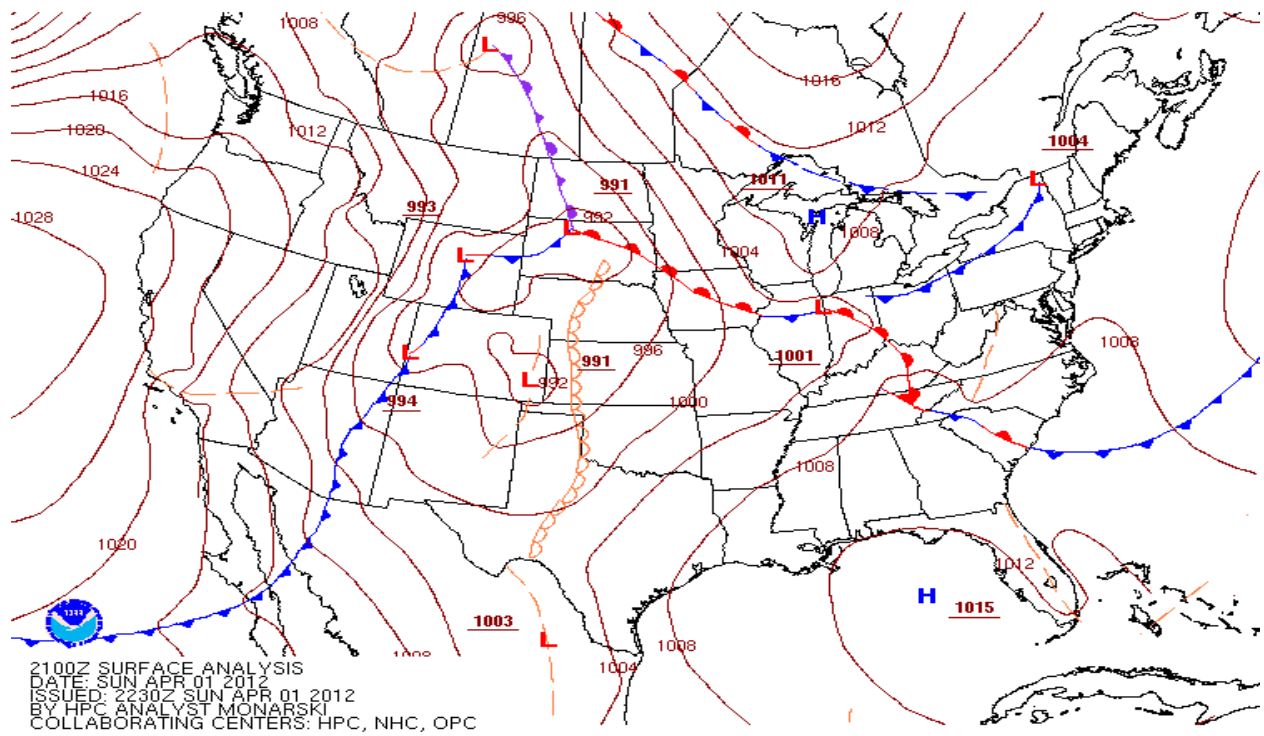 1008
996
1016
1016
1020
1012
1012
1004
1024
1011
991
993
992
1028
1008
1004
1008
996
1001
991
992
994
1000
1008
1020
1012
1015
1003
1008
1008
1004
L
L
L
L
L
L
L
L
H
H
2100Z SURFACE ANALYSIS
DATE: SUN APR 01 2012
ISSUED: 2230Z SUN APR 01 2012
BY HPC ANALYST MONARSKI
COLLABORATING CENTERS: HPC, NHC, OPC